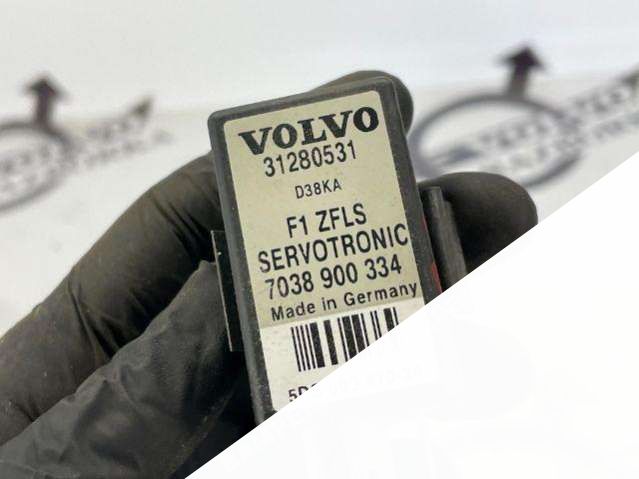 VOLVO
31280531
D38KA
F1 ZFLS
SERVOTRONIC
7038 900 334
Made in Germany